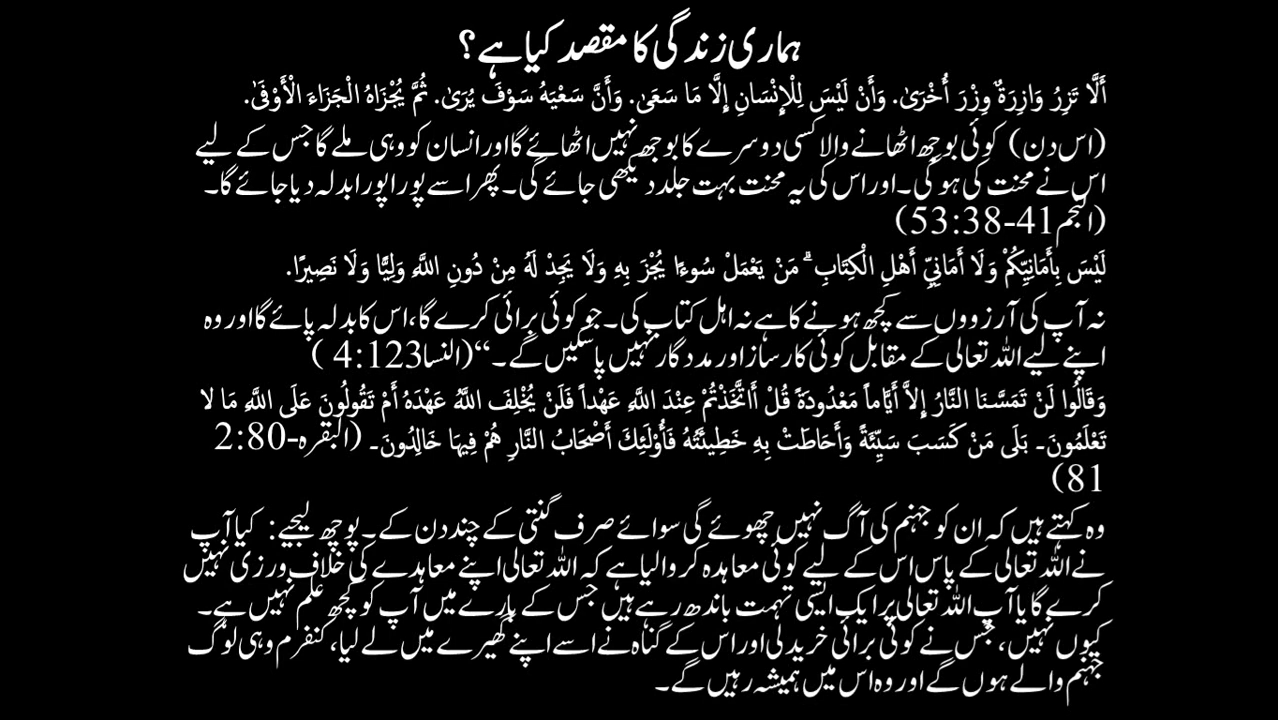 ہماری زندگی کا مقصد کیا ہے؟
أَلَّا تَزِرُ وَازِرَةٌ وِزْرَ أُخْرَىٰ. وَأَنْ لَيْسَ لِلْإِنسَانِ إِلَّا مَا سَعَىٰ. وَأَنَّ سَعْيَهُ سَوْفَ يُرَىٰ. ثُمَّ يُجْزَاهُ الْجَزَاءَ الْأَوْفَىٰ.
(اس دن) کوئی بوجھ اٹھانے والا کسی دوسرے کا بوجھ نہیں اٹھائے گا اور انسان کو وہی ملے گا جس کے لیے
اس نے محنت کی ہو گی۔ اور اس کی یہ محنت بہت جلد دیکھی جائے گی۔ پھر اسے پورا پورا بدلہ دیا جائے گا۔
(النجم 41-53:38)
لَيْسَ بِأَمَانِيِّكُمْ وَلَا أَمَانِيِّ أَهْلِ الْكِتَابِ ۗ مَنْ يَعْمَلْ سُوءًا يُجْزَ بِهِ وَلَا يَجِدْ لَهُ مِنْ دُونِ اللَّهِ وَلِيًّا وَلَا نَصِيرًا.
نہ آپ کی آرزووں سے کچھ ہونے کا ہے نہ اہل کتاب کی۔ جو کوئی برائی کرے گا، اس کا بدلہ پائے گا اور وہ
اپنے لیے اللہ تعالی کے مقابل کوئی کارساز اور مددگار نہیں پا سکیں گے۔“ (النسا 4:123 )
وَقَالُوا لَنْ تَمَسَّنَا النَّارُ إِلاَّ أَيَّاماً مَعْدُودَةً قُلْ أَاتَّخَذْتُمْ عِنْدَ اللَّهِ عَهْداً فَلَنْ يُخْلِفَ اللَّهُ عَهْدَهُ أَمْ تَقُولُونَ عَلَى اللَّهِ مَا لا
تَعْلَمُونَ۔ بَلَى مَنْ كَسَبَ سَيِّئَةً وَأَحَاطَتْ بِهِ خَطِيئَتُهُ فَأُوْلَئِكَ أَصْحَابُ النَّارِ هُمْ فِيهَا خَالِدُونَ۔ (البقرہ 2:80-
81)
وہ کہتے ہیں کہ ان کو جہنم کی آگ نہیں چھوئے گی سوائے صرف گنتی کے چند دن کے۔ پوچھ لیجیے: کیا آپ
نے اللہ تعالی کے پاس اس کے لیے کوئی معاہدہ کروا لیا ہے کہ اللہ تعالی اپنے معاہدے کی خلاف ورزی نہیں
کرے گا یا آپ اللہ تعالی پر ایک ایسی تہمت باندھ رہے ہیں جس کے بارے میں آپ کو کچھ علم نہیں ہے۔
کیوں نہیں، جس نے کوئی برائی خرید لی اور اس کے گناہ نے اسے اپنے گھیرے میں لے لیا، کنفرم وہی لوگ
جہنم والے ہوں گے اور وہ اس میں ہمیشہ رہیں گے۔